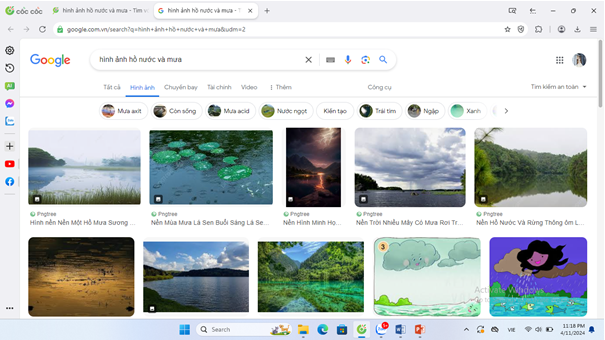 cốc cốc
hình ảnh hồ nước và mưa - Tìm v
hình ảnh hồ nước và mưa - Tìm
google.com.vn/search?q=hình+ảnh+hồ+nước+và+mưa&udm=2
Google
hình ảnh hồ nước và mưa
Tất cả
Hình ảnh
Chuyển bay
Tài chính
Video
Thêm
Công cụ
Tìm kiếm an toàn
Mưa axit
Còn sống
Mưa acid
Nước ngọt
Kiến tạo
Trái tim
Ngập
Xanh
Pngtree
Hình nền Nền Một Hồ Mưa Sương ...
Pngtree
Nền Mùa Mưa Lá Sen Buổi Sáng Lá Se...
Pngtree
Nền Hình Minh Họ...
Pngtree
Nền Trời Nhiều Mây Có Mưa Rơi Tr...
Pngtree
Nền Hồ Nước Và Rừng Thông ôm L...
3
Activate Windows
Search
VIE
11:18 PM
4/11/2024